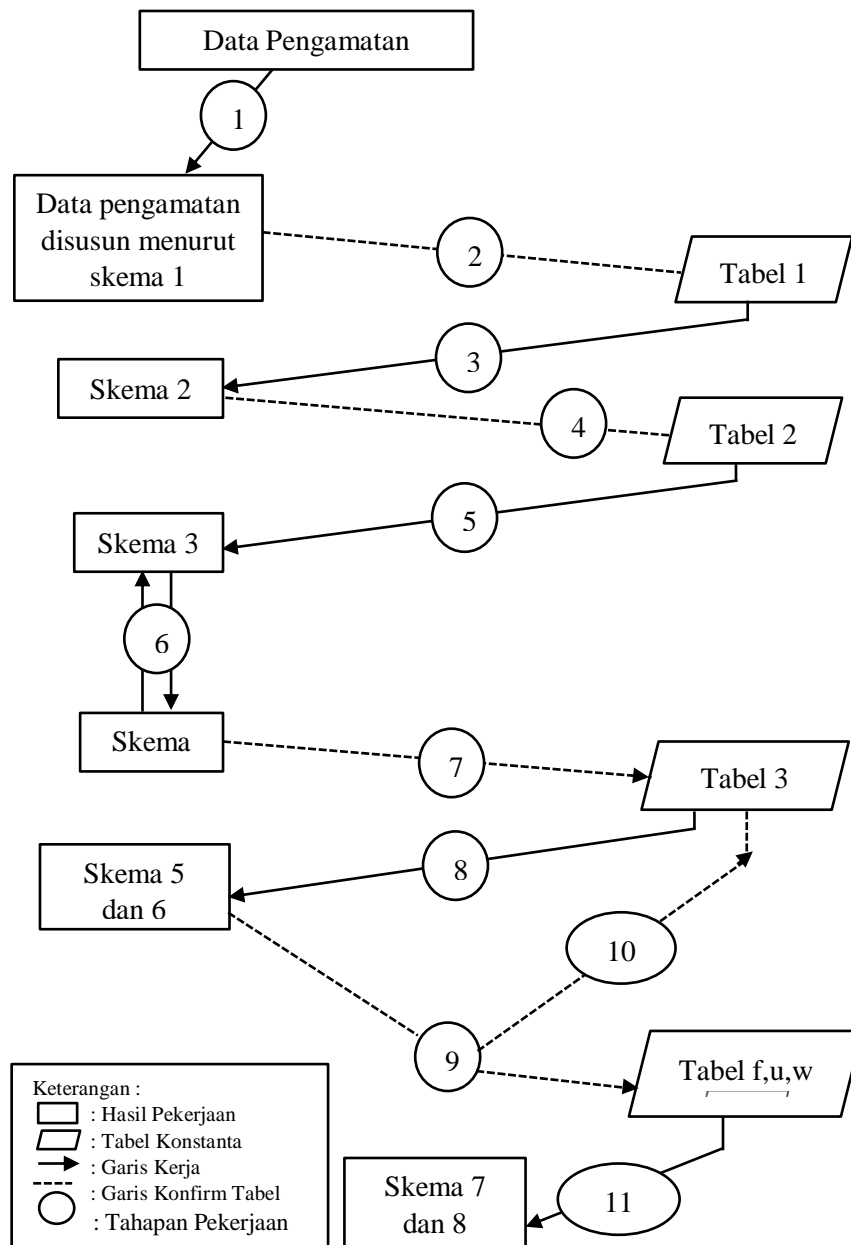 Data Pengamatan
1
Data pengamatan
disusun menurut
skema 1
2
Tabel 1
3
Skema 2
4
Tabel 2
5
Skema 3
6
Skema
7
Tabel 3
8
Skema 5
dan 6
10
9
Tabel f,u,w
Keterangan :
: Hasil Pekerjaan
: Tabel Konstanta
: Garis Kerja
: Garis Konfirm Tabel
: Tahapan Pekerjaan
Skema 7
dan 8
11